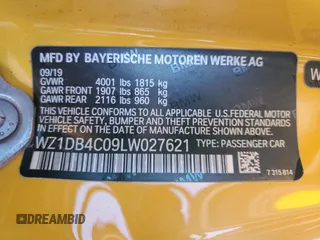 MFD BY BAYERISCHE MOTOREN WERKE AG
09/19
GVWR 4001 lbs 1815 kg
GAWR FRONT 1907 lbs 865 kg
GAWR REAR 2116 lbs 960 kg
THIS VEHICLE CONFORMS TO ALL APPLICABLE
FEDERAL MOTOR VEHICLE SAFETY, BUMPER,
AND THEFT PREVENTION STANDARDS
IN EFFECT ON THE DATE OF MANUFACTURE
SHOWN ABOVE.
WZ1DB4C09LW027621 TYPE: PASSENGER CAR
7 315 814
W
DREAMBID